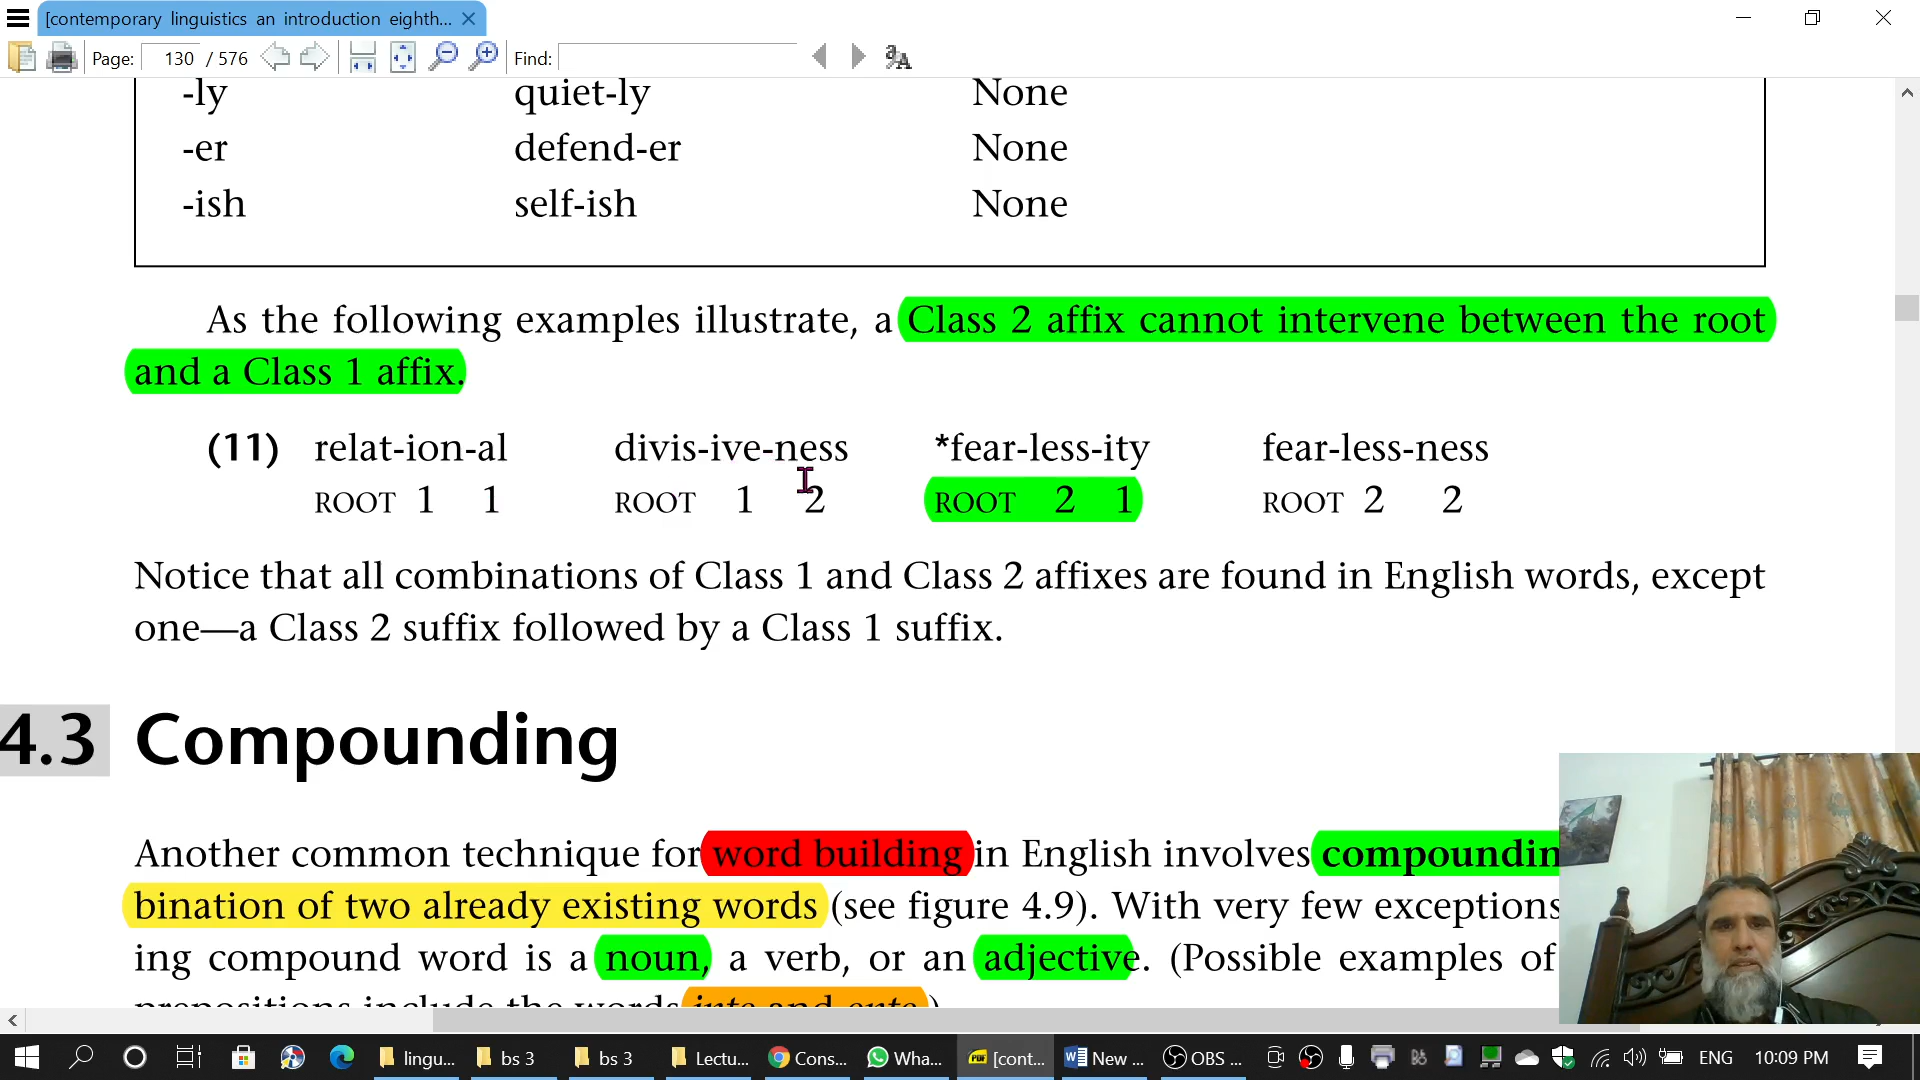 [contemporary linguistics an introduction eighth...
Page: 130 / 576 Find:
-ly quiet-ly None
-er defend-er None
-ish self-ish None
As the following examples illustrate, a Class 2 affix cannot intervene between the root
and a Class 1 affix.
(11) relat-ion-al divis-ive-ness *fear-less-ity fear-less-ness
ROOT 1 1 ROOT 1 2 ROOT 2 1 ROOT 2 2
Notice that all combinations of Class 1 and Class 2 affixes are found in English words, except
one—a Class 2 suffix followed by a Class 1 suffix.
4.3 Compounding
Another common technique for word building in English involves compoundin
bination of two already existing words (see figure 4.9). With very few exceptions
ing compound word is a noun, a verb, or an adjective. (Possible examples of
prepositions include the words into and onto.)
lingu... bs 3 bs 3 Lectu... Cons... Wha... [cont... New ... OBS ... ENG 10:09 PM